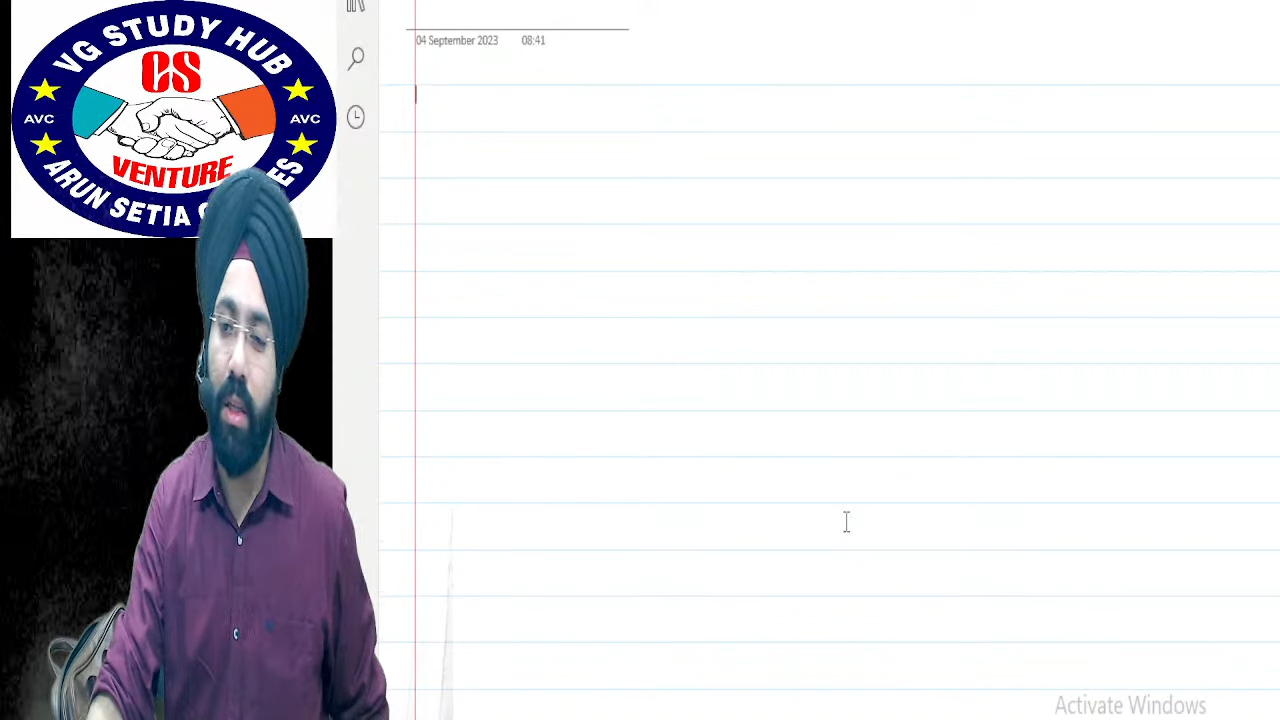 VG STUDY HUB
CS
AVC
AVC
VENTURE
ARUN SETIA
04 September 2023 08:41
Activate Windows